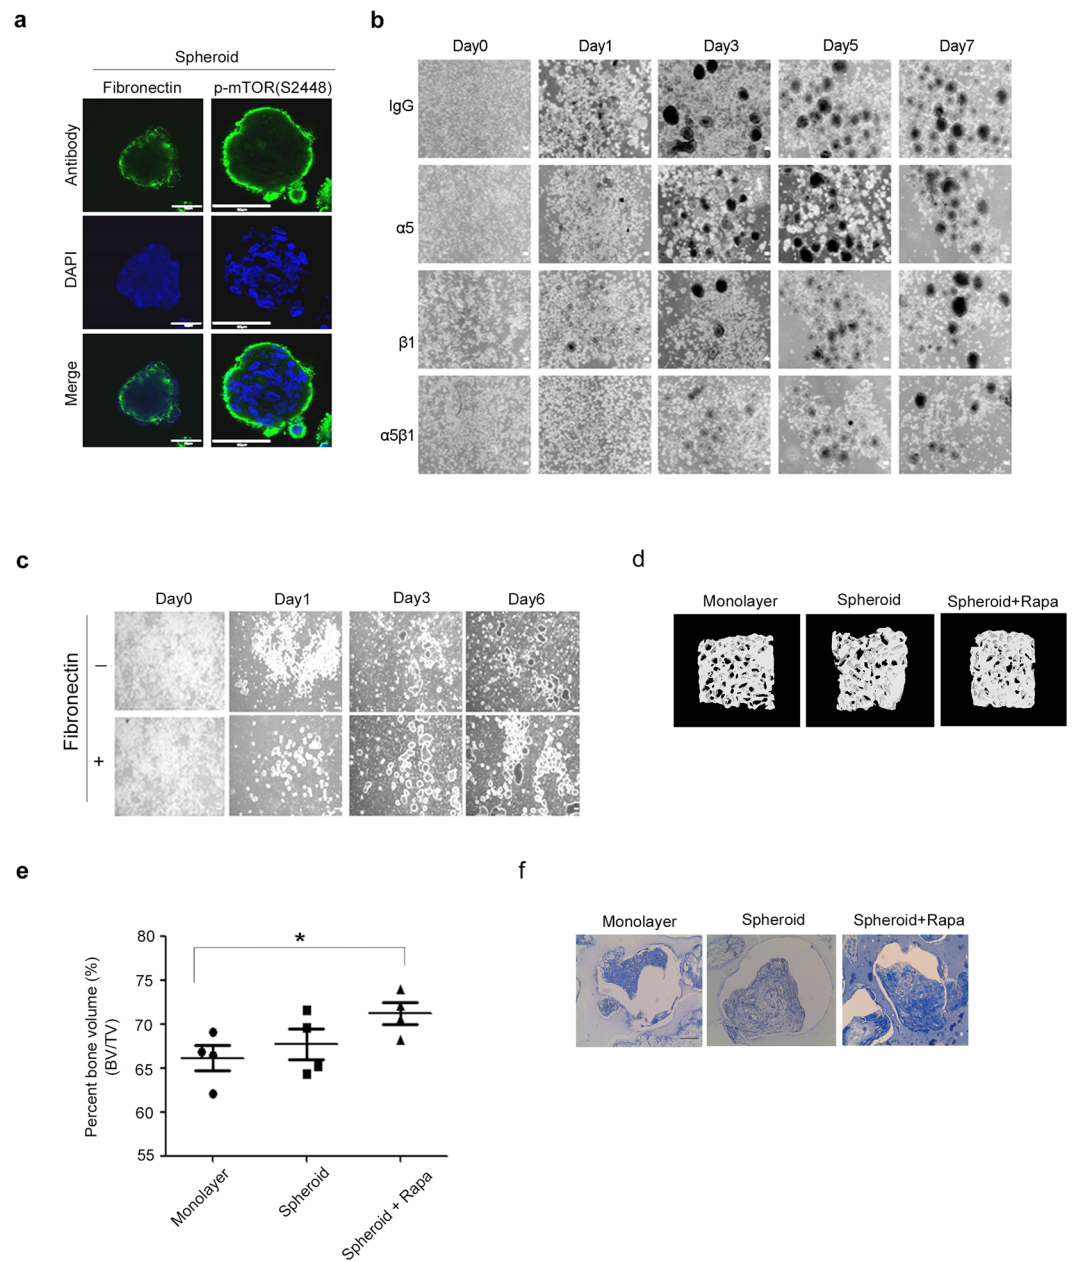 a
Spheroid
Fibronectin p-mTOR(S2448)
Antibody
DAPI
Merge
b
Day0 Day1 Day3 Day5 Day7
IgG
α5
β1
α5β1
c
Day0 Day1 Day3 Day6
Fibronectin
–
+
d
Monolayer Spheroid Spheroid+Rapa
e
Percent bone volume (%)
(BV/TV)
80
75
70
65
60
55
*
Monolayer
Spheroid
Spheroid + Rapa
f
Monolayer Spheroid Spheroid+Rapa